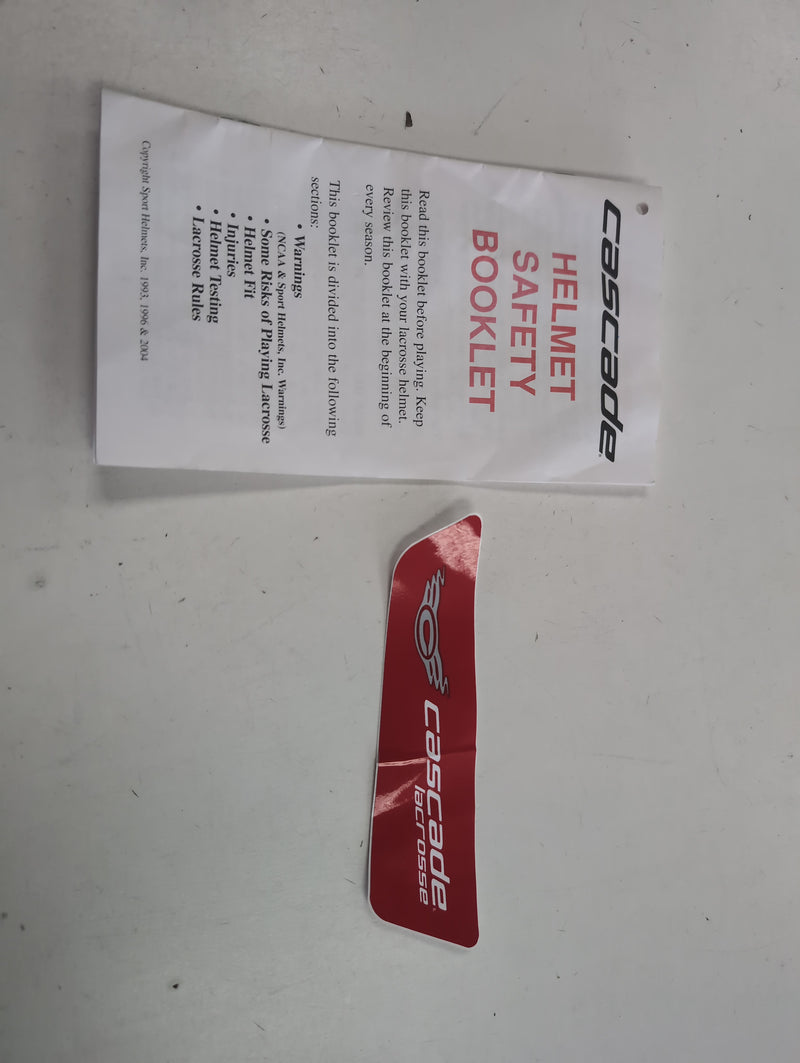 cascade
HELMET
SAFETY
BOOKLET
Read this booklet before playing. Keep
this booklet with your lacrosse helmet.
Review this booklet at the beginning of
every season.
This booklet is divided into the following
sections:
• Warnings
(NCAA & Sport Helmets, Inc. Warnings)
• Some Risks of Playing Lacrosse
• Helmet Fit
• Injuries
• Helmet Testing
• Lacrosse Rules
Copyright Sport Helmets, Inc. 1993, 1996 & 2004
C
cascade
lacrosse